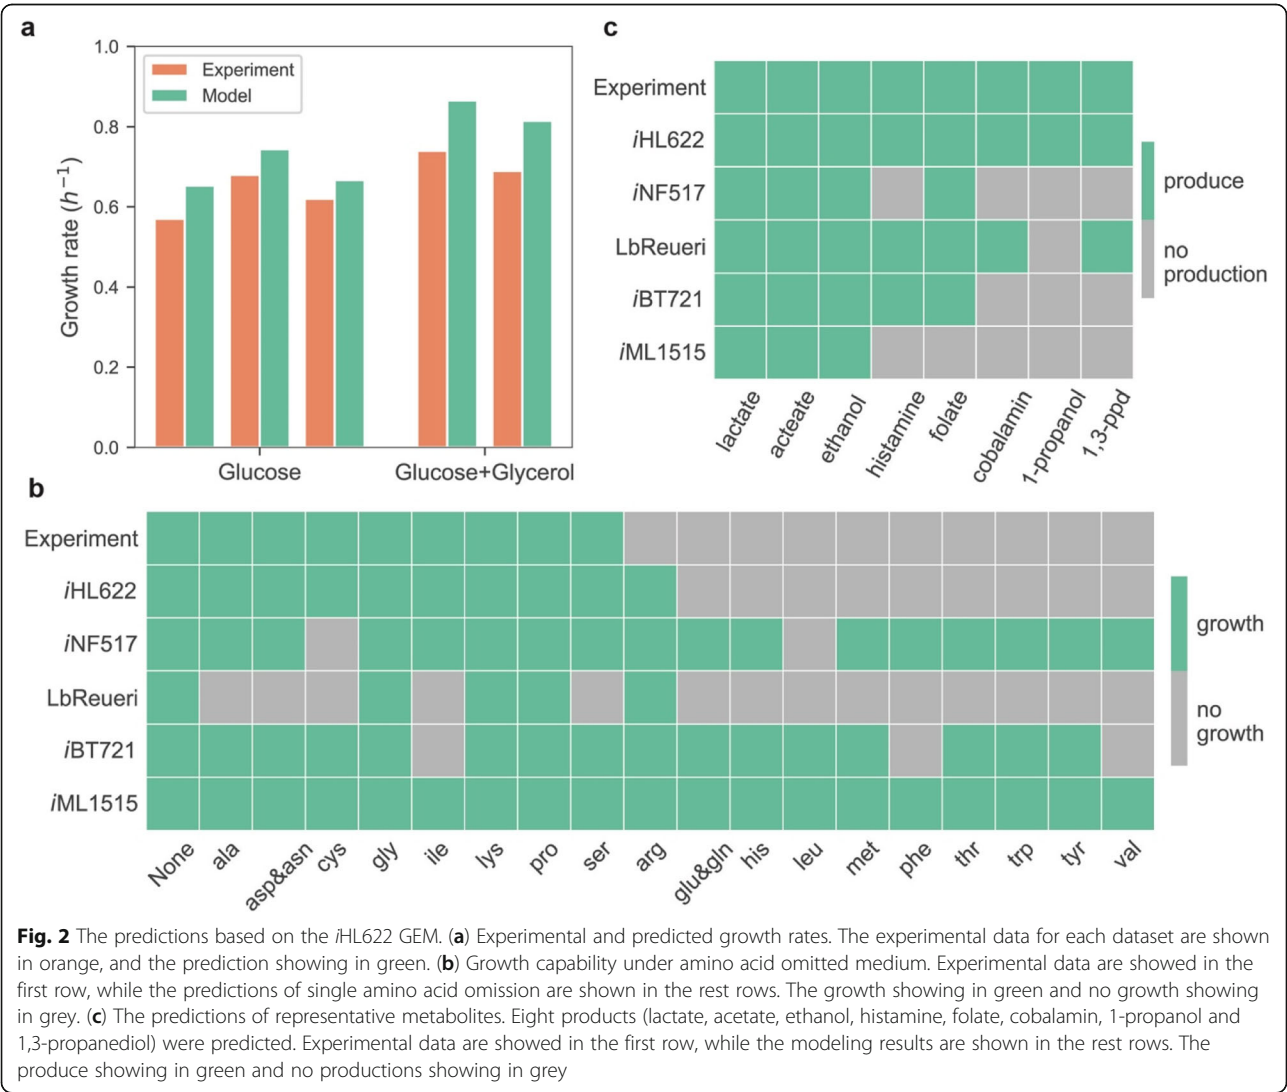 a
1.0
0.8
0.6
0.4
0.2
0.0
Growth rate (h⁻¹)
Experiment
Model
Glucose
Glucose+Glycerol
c
Experiment
iHL622
iNF517
LbReueri
iBT721
iML1515
produce
no
production
lactate
acteate
ethanol
histamine
folate
cobalamin
1-propanol
1,3-ppd
b
Experiment
iHL622
iNF517
LbReueri
iBT721
iML1515
growth
no
growth
None
ala
asp&asn
cys
gly
ile
lys
pro
ser
arg
glu&gln
his
leu
met
phe
thr
trp
tyr
val
Fig. 2 The predictions based on the iHL622 GEM. (a) Experimental and predicted growth rates. The experimental data for each dataset are shown
in orange, and the prediction showing in green. (b) Growth capability under amino acid omitted medium. Experimental data are showed in the
first row, while the predictions of single amino acid omission are shown in the rest rows. The growth showing in green and no growth showing
in grey. (c) The predictions of representative metabolites. Eight products (lactate, acetate, ethanol, histamine, folate, cobalamin, 1-propanol and
1,3-propanediol) were predicted. Experimental data are showed in the first row, while the modeling results are shown in the rest rows. The
produce showing in green and no productions showing in grey